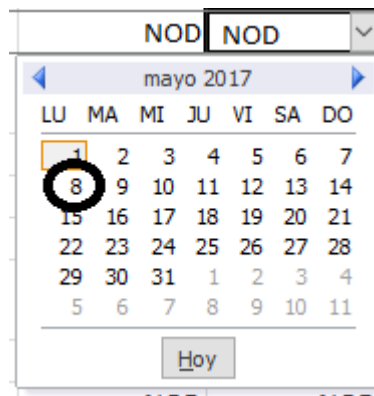 NOD NOD
mayo 2017
LU MA MI JU VI SA DO
1 2 3 4 5 6 7
8 9 10 11 12 13 14
15 16 17 18 19 20 21
22 23 24 25 26 27 28
29 30 31 1 2 3 4
5 6 7 8 9 10 11
Hoy